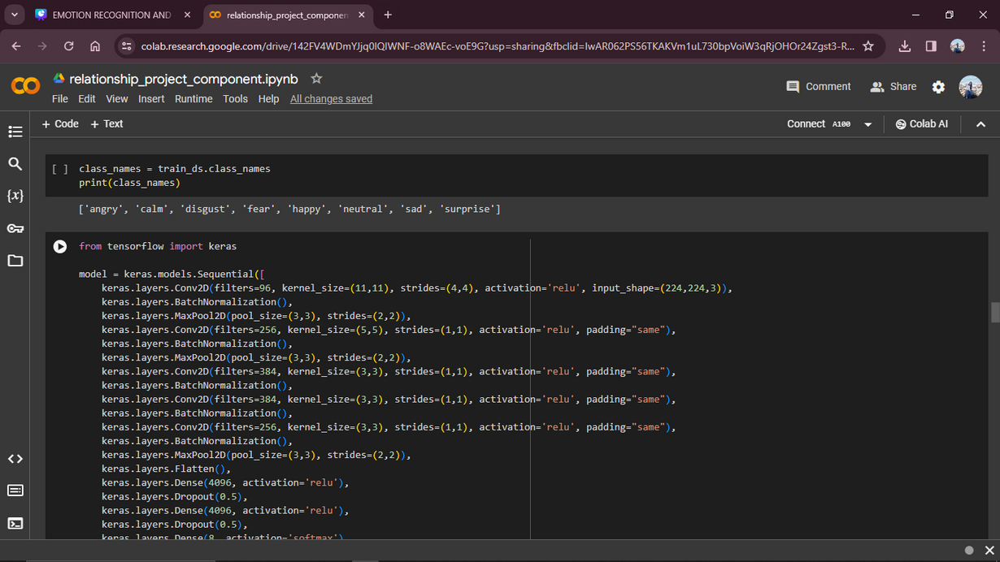 EMOTION RECOGNITION AND
relationship_project_componen
colab.research.google.com/drive/142FV4WDmYJjq0IQIWNF-o8WAEc-voE9G?usp=sharing&fbclid=IwAR062PS56TKAKVm1uL730bpVoiW3qRjOHOr24Zgst3-R...
relationship_project_component.ipynb
Comment
Share
File Edit View Insert Runtime Tools Help All changes saved
+ Code + Text
Connect A100
Colab AI
[ ] class_names = train_ds.class_names
print(class_names)
['angry', 'calm', 'disgust', 'fear', 'happy', 'neutral', 'sad', 'surprise']
from tensorflow import keras
model = keras.models.Sequential([
keras.layers.Conv2D(filters=96, kernel_size=(11,11), strides=(4,4), activation='relu', input_shape=(224,224,3)),
keras.layers.BatchNormalization(),
keras.layers.MaxPool2D(pool_size=(3,3), strides=(2,2)),
keras.layers.Conv2D(filters=256, kernel_size=(5,5), strides=(1,1), activation='relu', padding="same"),
keras.layers.BatchNormalization(),
keras.layers.MaxPool2D(pool_size=(3,3), strides=(2,2)),
keras.layers.Conv2D(filters=384, kernel_size=(3,3), strides=(1,1), activation='relu', padding="same"),
keras.layers.BatchNormalization(),
keras.layers.Conv2D(filters=384, kernel_size=(3,3), strides=(1,1), activation='relu', padding="same"),
keras.layers.BatchNormalization(),
keras.layers.Conv2D(filters=256, kernel_size=(3,3), strides=(1,1), activation='relu', padding="same"),
keras.layers.BatchNormalization(),
keras.layers.MaxPool2D(pool_size=(3,3), strides=(2,2)),
keras.layers.Flatten(),
keras.layers.Dense(4096, activation='relu'),
keras.layers.Dropout(0.5),
keras.layers.Dense(4096, activation='relu'),
keras.layers.Dropout(0.5),
keras.layers.Dense(8, activation='softmax')